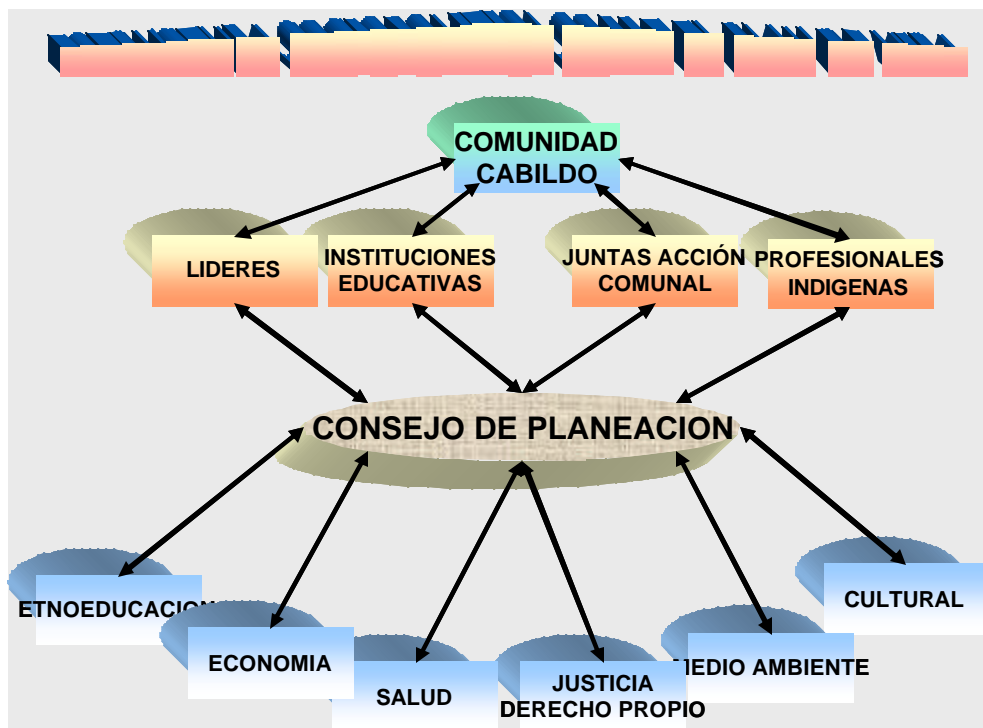 COMUNIDAD
CABILDO
LIDERES
INSTITUCIONES
EDUCATIVAS
JUNTAS ACCIÓN
COMUNAL
PROFESIONALES
INDIGENAS
CONSEJO DE PLANEACION
ETNOEDUCACION
ECONOMIA
SALUD
JUSTICIA
DERECHO PROPIO
MEDIO AMBIENTE
CULTURAL